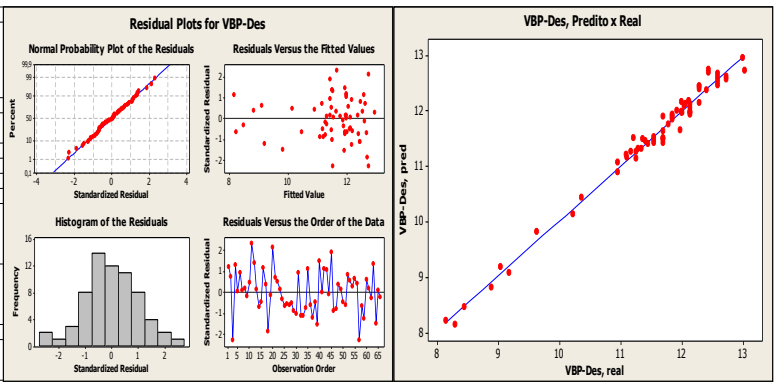 Residual Plots for VBP-Des
Normal Probability Plot of the Residuals
99,9
99
90
50
10
1
0,1
Percent
-4 -2 0 2 4
Standardized Residual
Residuals Versus the Fitted Values
2
1
0
-1
-2
Standardized Residual
8 10 12
Fitted Value
Histogram of the Residuals
16
12
8
4
0
Frequency
-2 -1 0 1 2
Standardized Residual
Residuals Versus the Order of the Data
2
1
0
-1
-2
Standardized Residual
1 5 10 15 20 25 30 35 40 45 50 55 60 65
Observation Order
VBP-Des, Predito x Real
13
12
11
10
9
8
VBP-Des, pred
8 9 10 11 12 13
VBP-Des, real